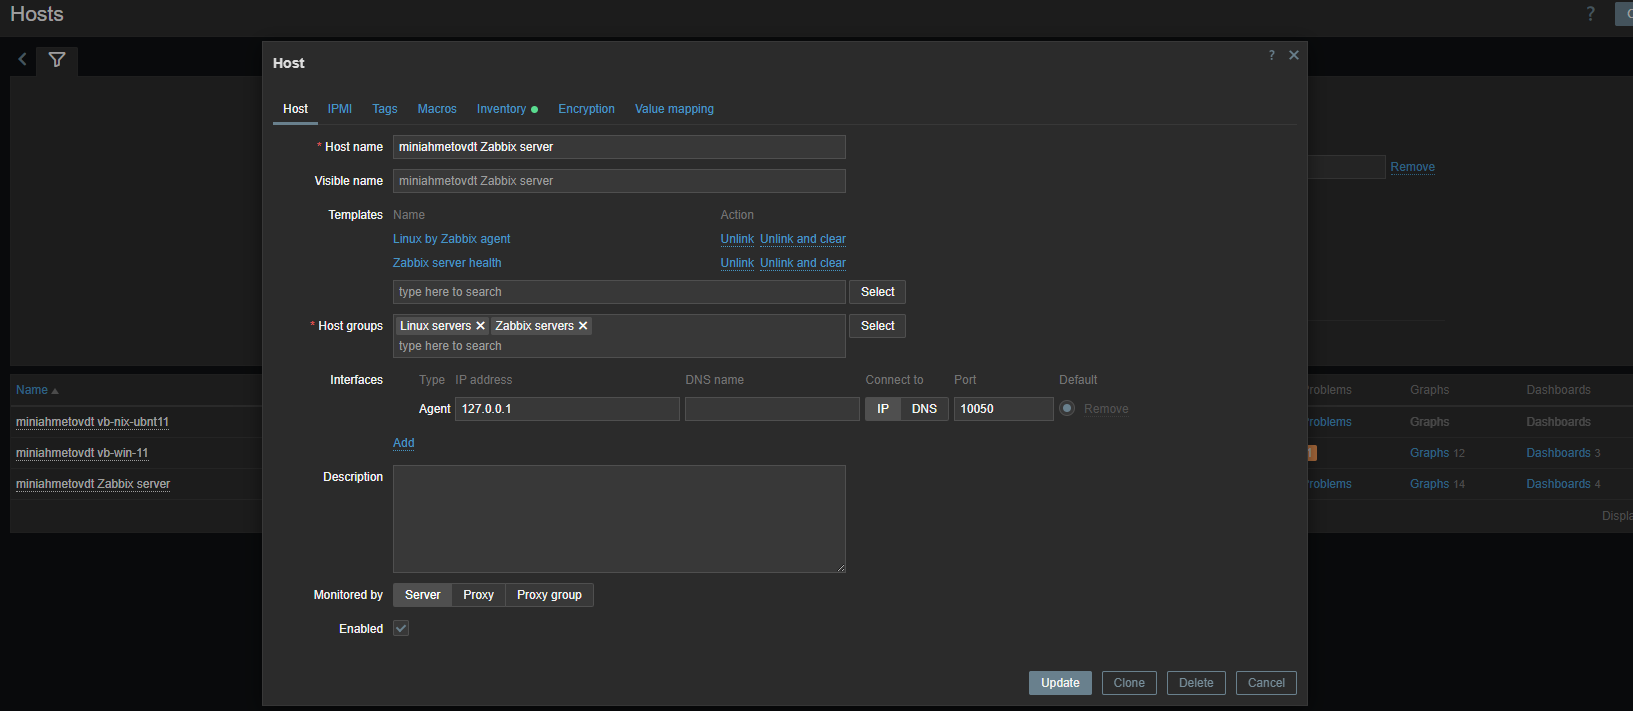 Hosts
?
Host
?
Host IPMI Tags Macros Inventory Encryption Value mapping
* Host name miniahmetovdt Zabbix server
Visible name miniahmetovdt Zabbix server
Remove
Templates Name Action
Linux by Zabbix agent Unlink Unlink and clear
Zabbix server health Unlink Unlink and clear
type here to search Select
* Host groups Linux servers Zabbix servers Select
type here to search
Interfaces Type IP address DNS name Connect to Port Default
Agent 127.0.0.1 IP DNS 10050 Remove
Add
Description
Monitored by Server Proxy Proxy group
Enabled
Update Clone Delete Cancel
Name Graphs Dashboards
miniahmetovdt vb-nix-ubnt11 Graphs Dashboards
miniahmetovdt vb-win-11 Graphs 12 Dashboards 3
miniahmetovdt Zabbix server Graphs 14 Dashboards 4